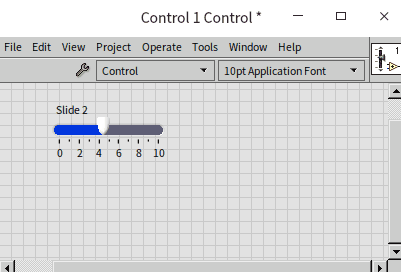 Control 1 Control *
File Edit View Project Operate Tools Window Help
Control 10pt Application Font
1
Slide 2
0 2 4 6 8 10